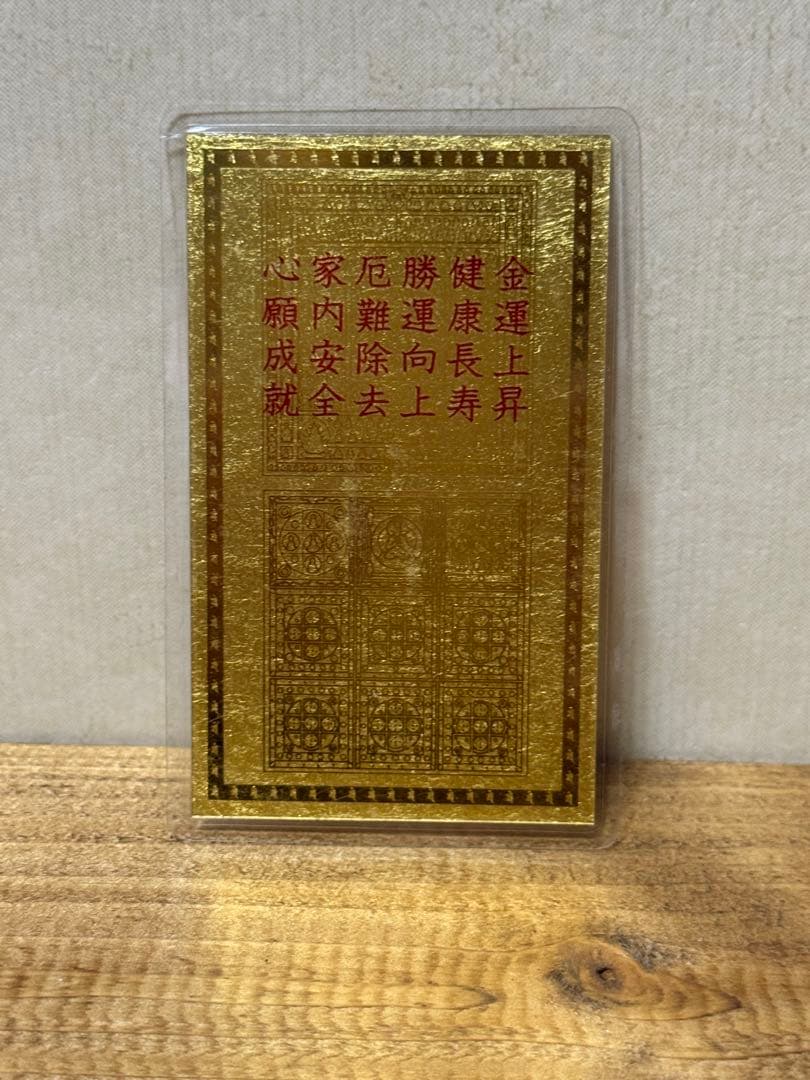 金運上昇
健康長寿
勝運向上
厄難除去
家内安全
心願成就